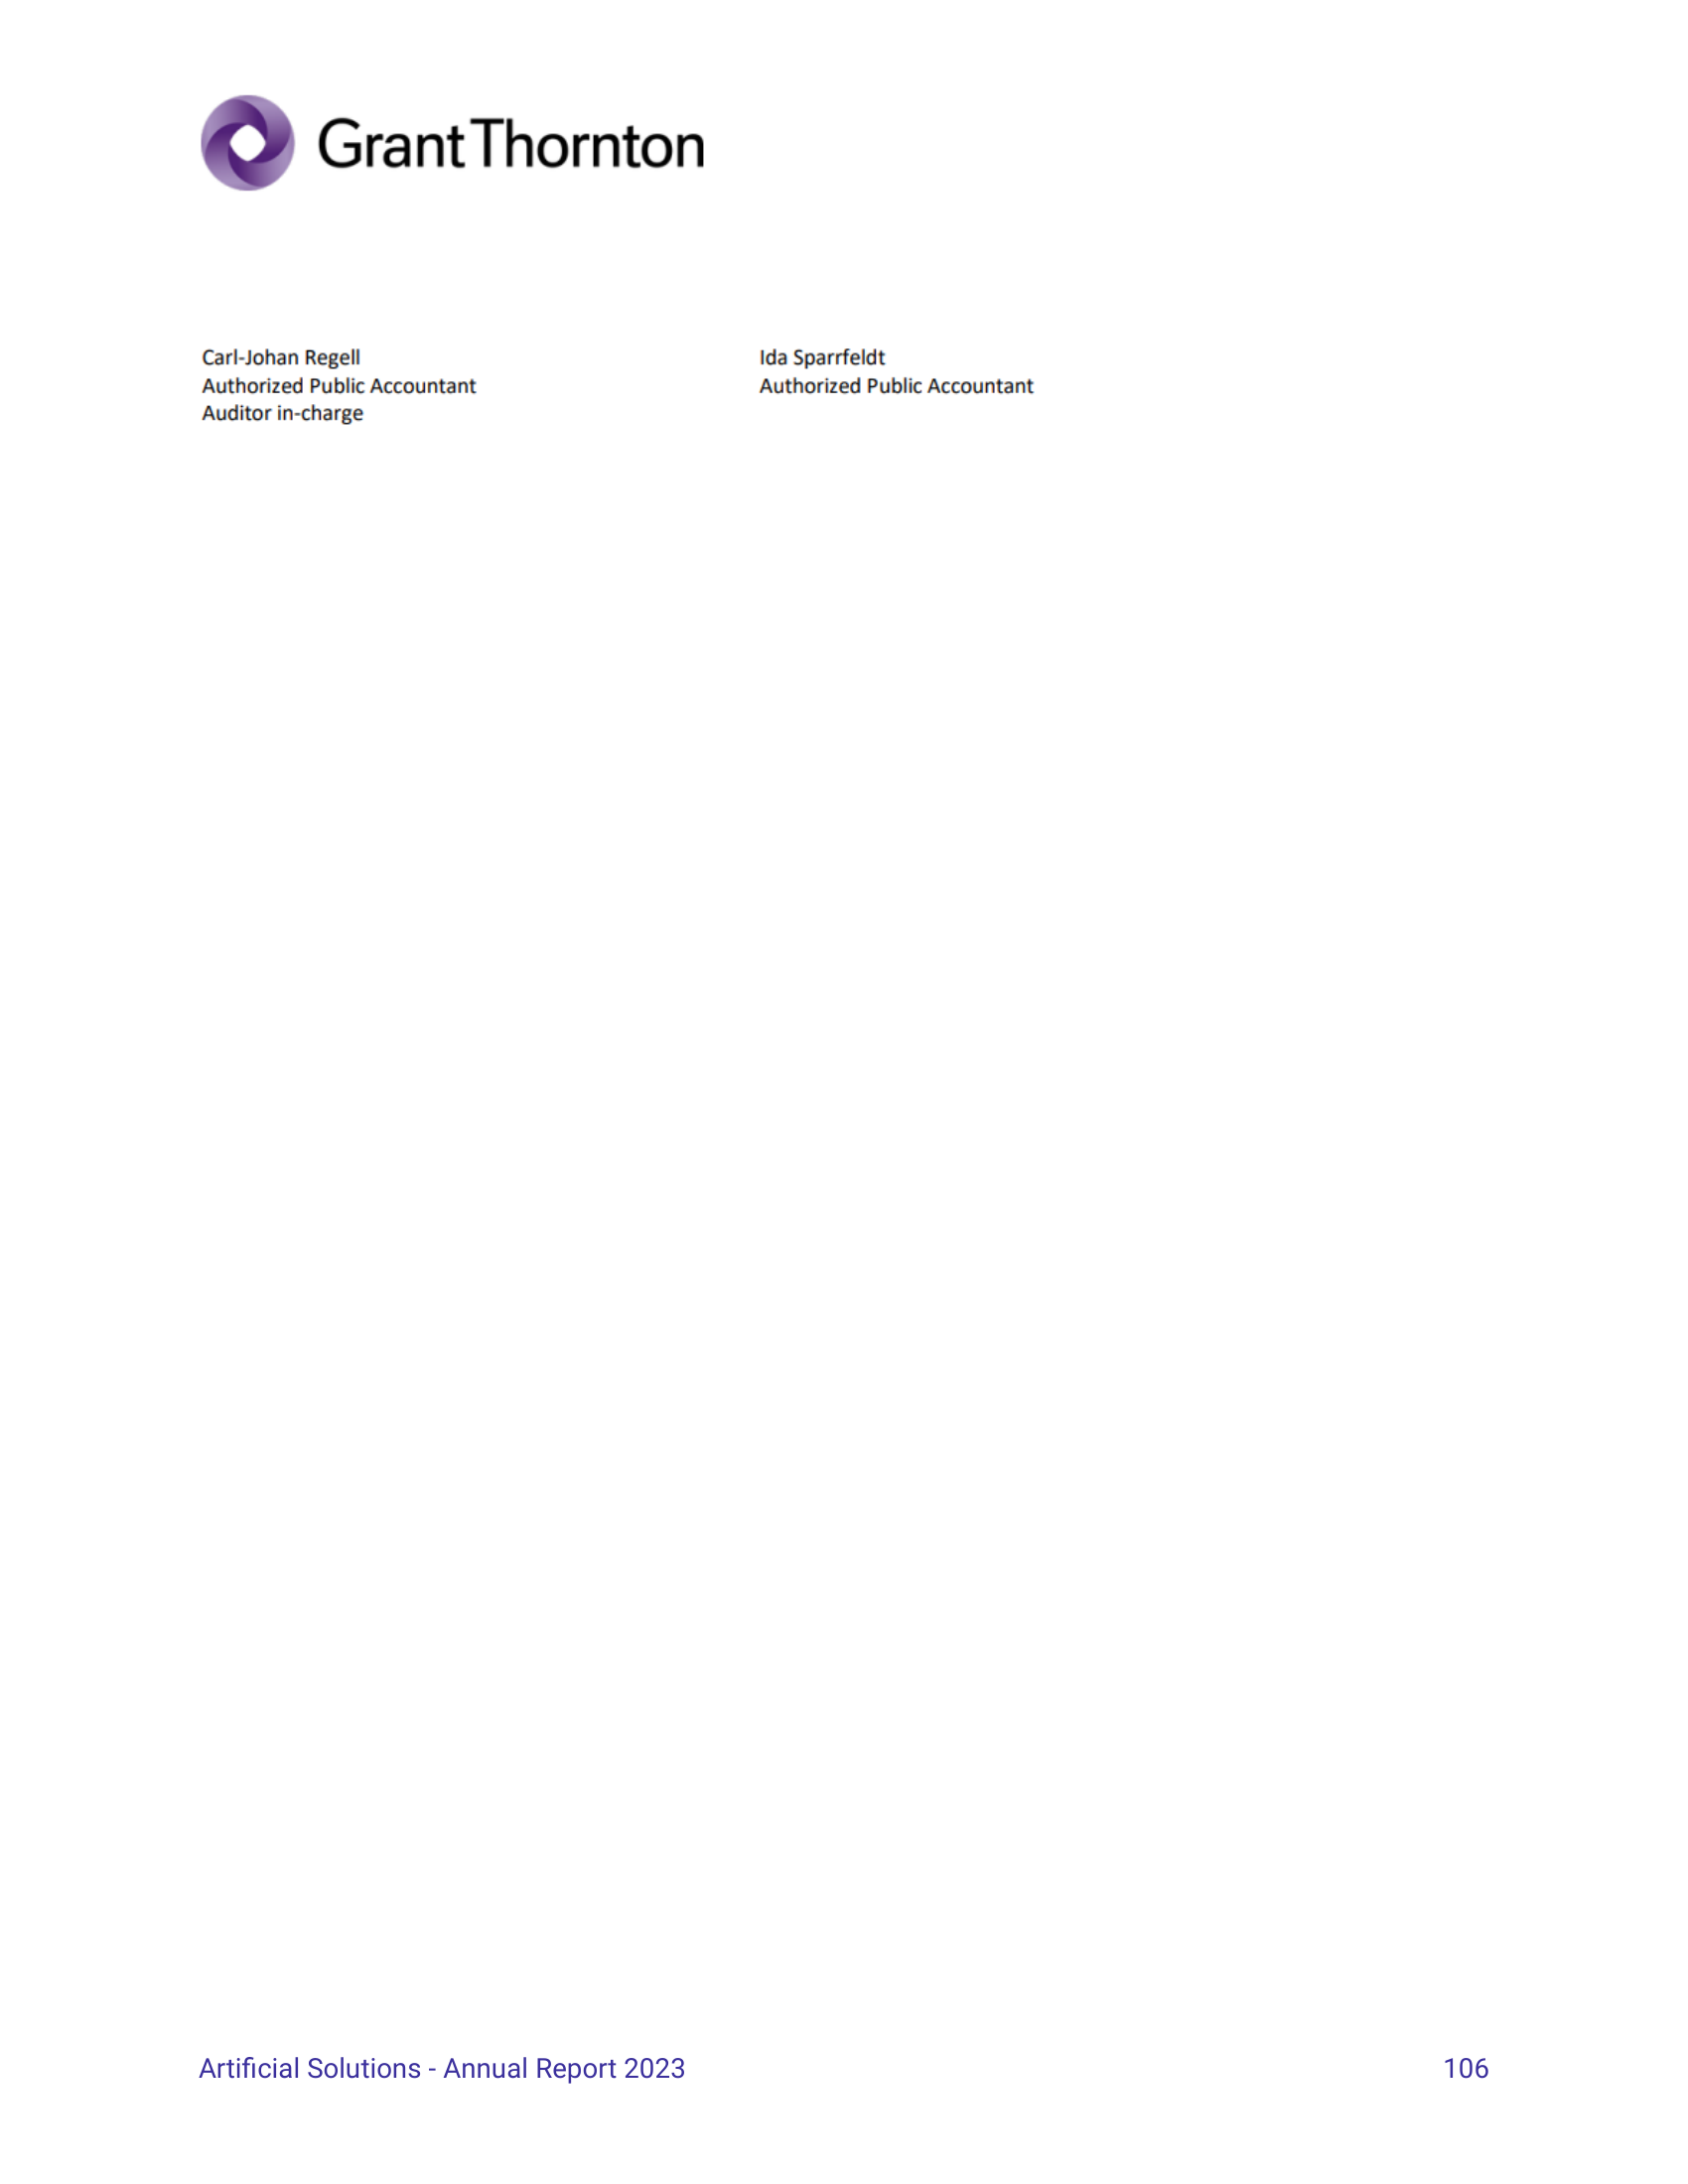 Grant Thornton
Carl-Johan Regell
Authorized Public Accountant
Auditor in-charge
Ida Sparrfeldt
Authorized Public Accountant
Artificial Solutions - Annual Report 2023
106